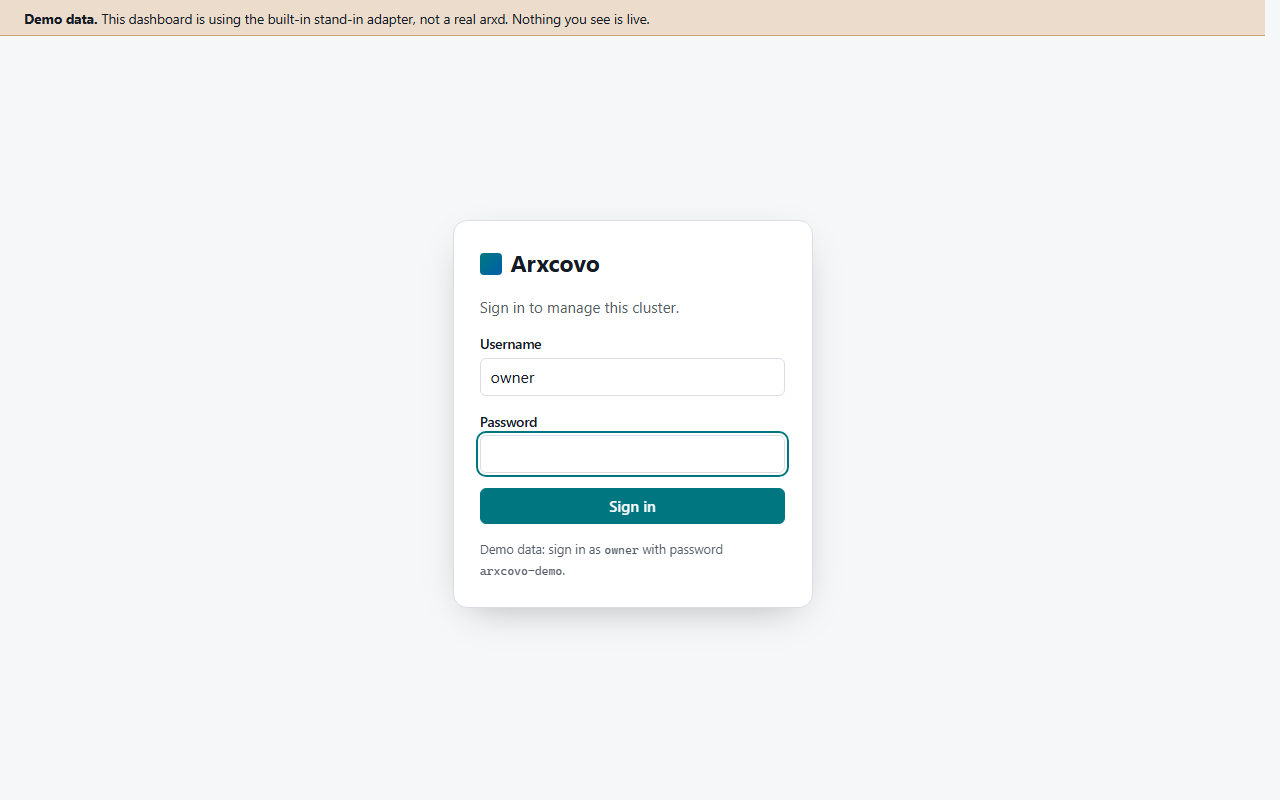 Demo data. This dashboard is using the built-in stand-in adapter, not a real arxd. Nothing you see is live.
Arxcovo
Sign in to manage this cluster.
Username
owner
Password
Sign in
Demo data: sign in as owner with password
arxcovo-demo.